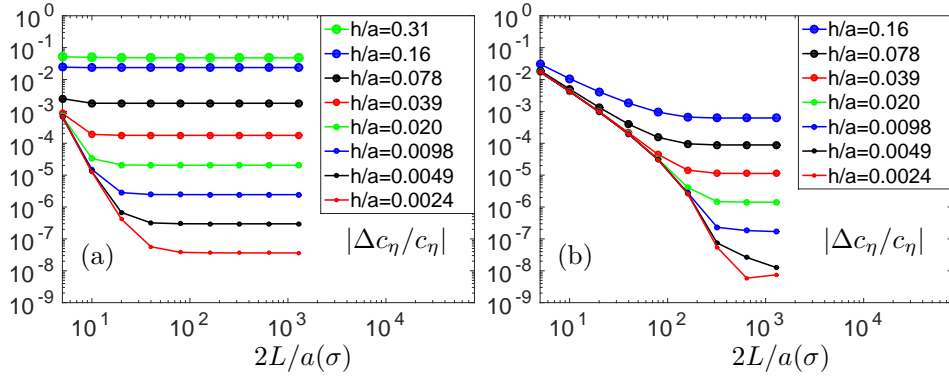 10^0
10^-1
10^-2
10^-3
10^-4
10^-5
10^-6
10^-7
10^-8
10^-9
h/a=0.31
h/a=0.16
h/a=0.078
h/a=0.039
h/a=0.020
h/a=0.0098
h/a=0.0049
h/a=0.0024
|Δc_η/c_η|
(a)
10^1
10^2
10^3
2L/a(σ)
10^0
10^-1
10^-2
10^-3
10^-4
10^-5
10^-6
10^-7
10^-8
10^-9
h/a=0.16
h/a=0.078
h/a=0.039
h/a=0.020
h/a=0.0098
h/a=0.0049
h/a=0.0024
|Δc_η/c_η|
(b)
10^1
10^2
10^3
2L/a(σ)